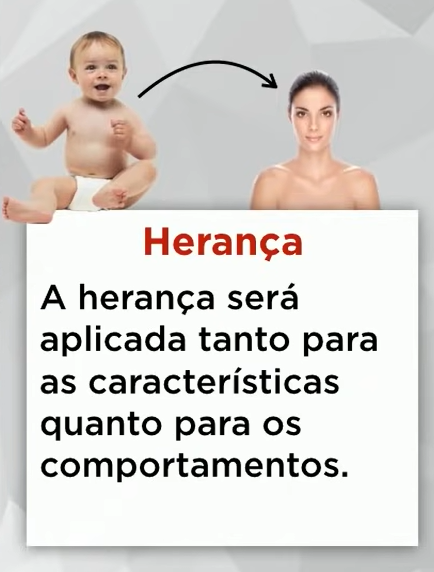 Herança
A herança será
aplicada tanto para
as características
quanto para os
comportamentos.